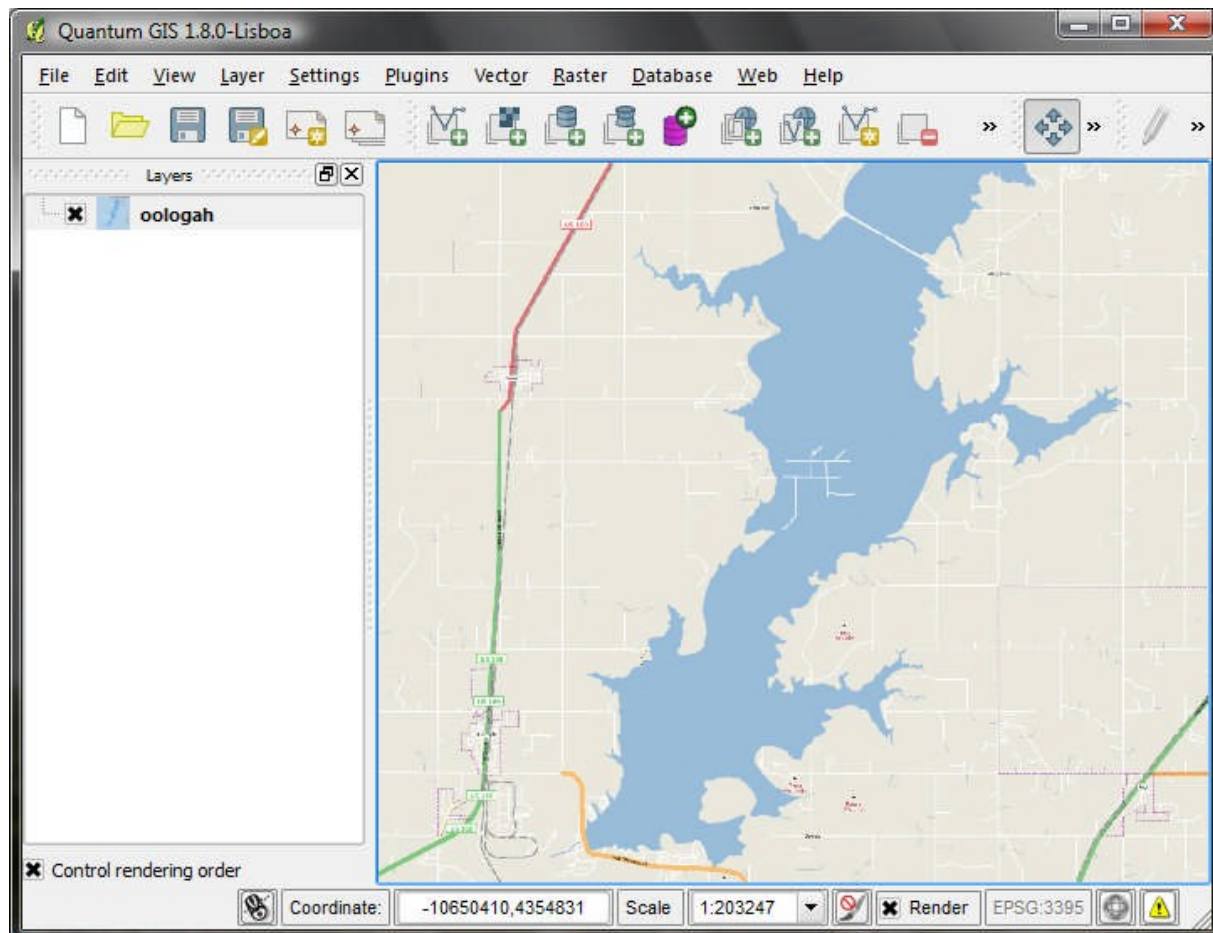 Quantum GIS 1.8.0-Lisboa
File Edit View Layer Settings Plugins Vector Raster Database Web Help
Layers
oologah
Control rendering order
Coordinate: -10650410,4354831 Scale 1:203247 Render EPSG:3395